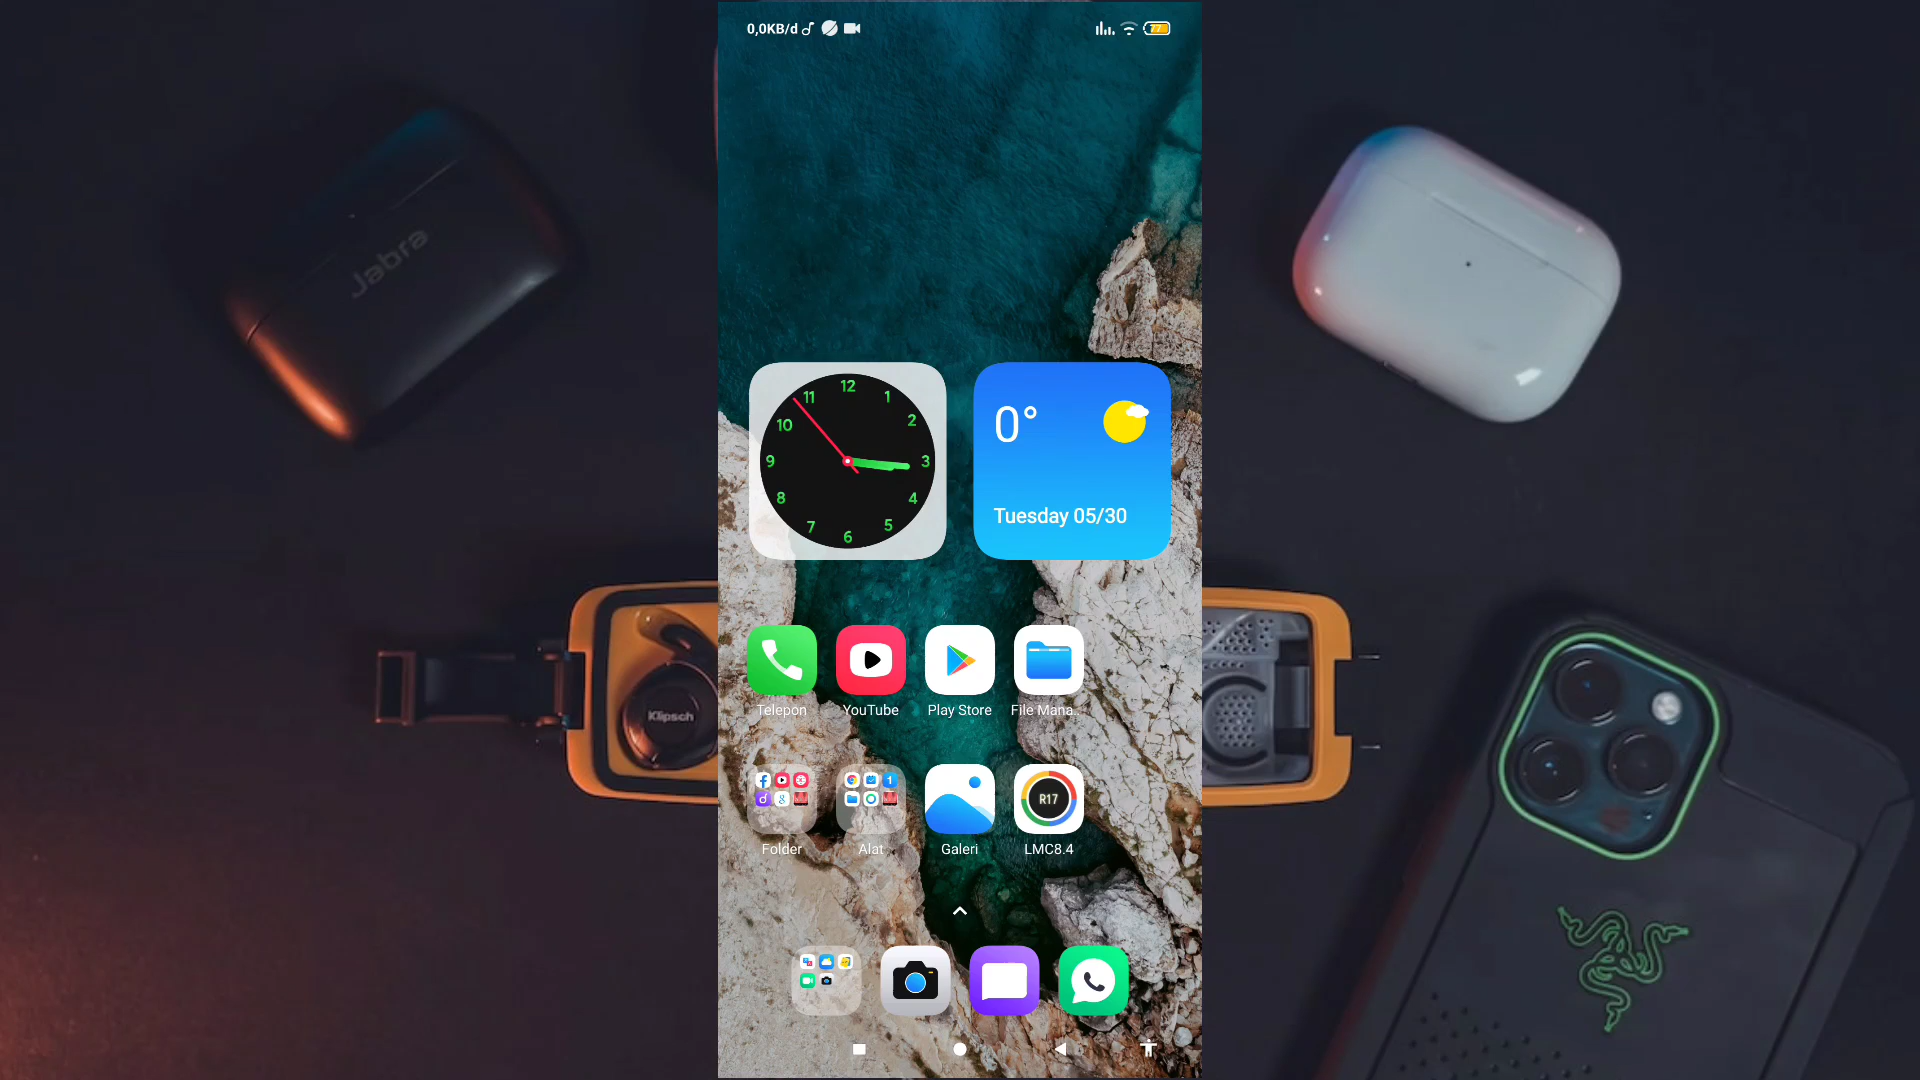 0,0KB/d
77
Jabra
12
11 1
10 2
9 3
8 4
7 5
6
0°
Tuesday 05/30
Klipsch
Telepon YouTube Play Store File Mana..
R17
Folder Alat Galeri LMC8.4